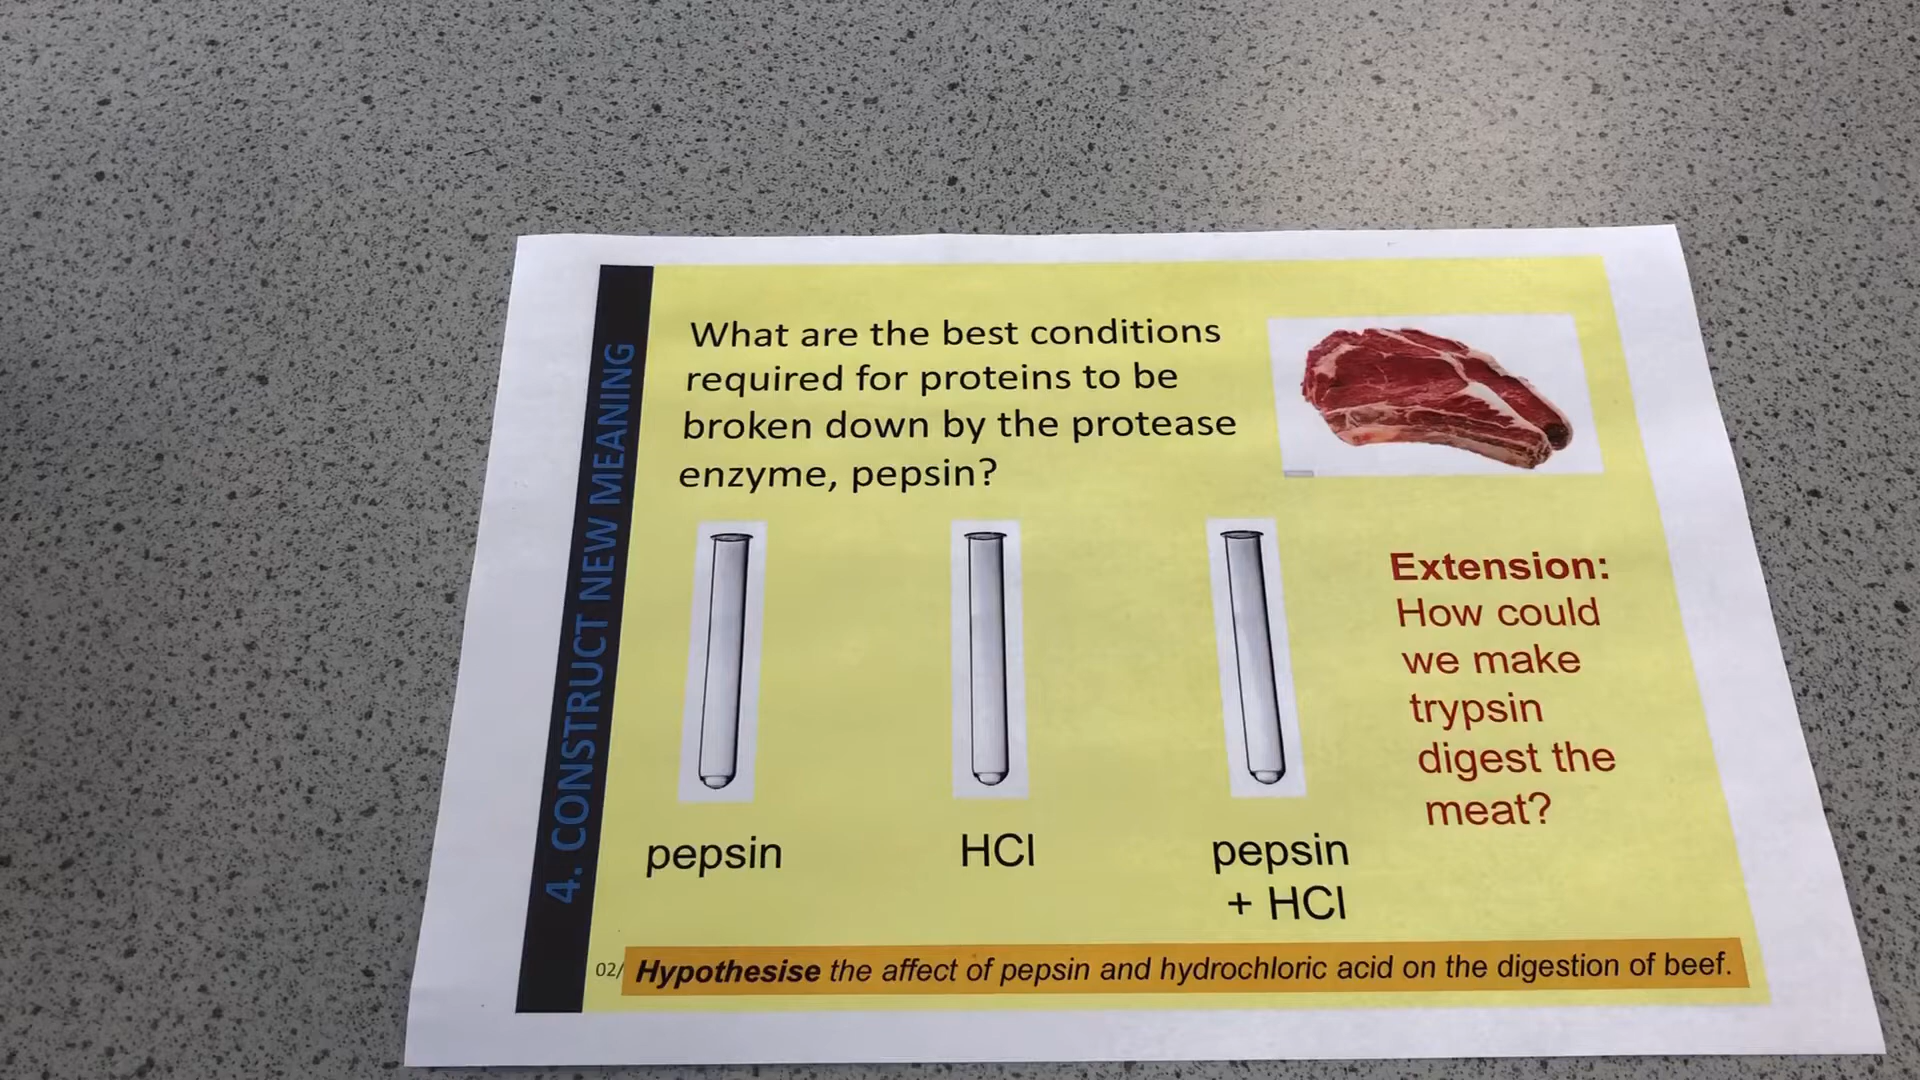 4. CONSTRUCT NEW MEANING
What are the best conditions
required for proteins to be
broken down by the protease
enzyme, pepsin?
Extension:
How could
we make
trypsin
digest the
meat?
pepsin
HCl
pepsin
+ HCl
02/
Hypothesise the affect of pepsin and hydrochloric acid on the digestion of beef.